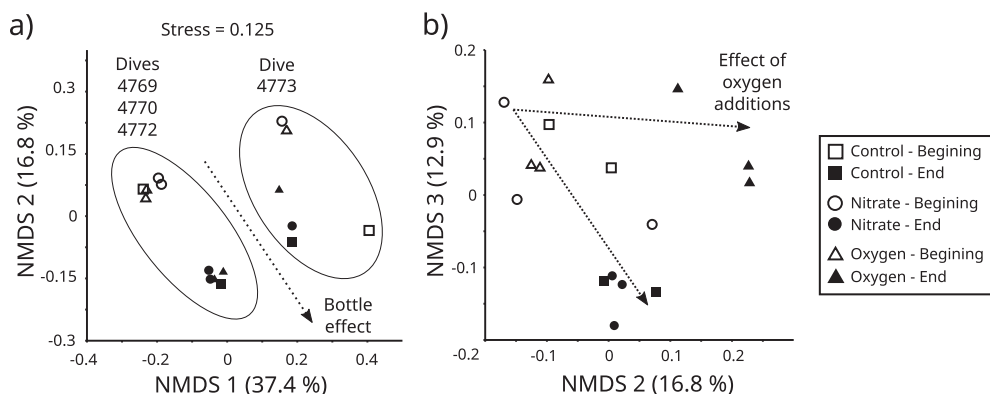 a)
Stress = 0.125
Dives
4769
4770
4772
Dive
4773
0.3
0.15
0
-0.15
-0.3
NMDS 2 (16.8 %)
Bottle
effect
-0.4
-0.2
0
0.2
0.4
NMDS 1 (37.4 %)
b)
0.2
0.1
0
-0.1
-0.2
NMDS 3 (12.9 %)
Effect of
oxygen
additions
-0.1
0
0.1
0.2
NMDS 2 (16.8 %)
Control - Begining
Control - End
Nitrate - Begining
Nitrate - End
Oxygen - Begining
Oxygen - End